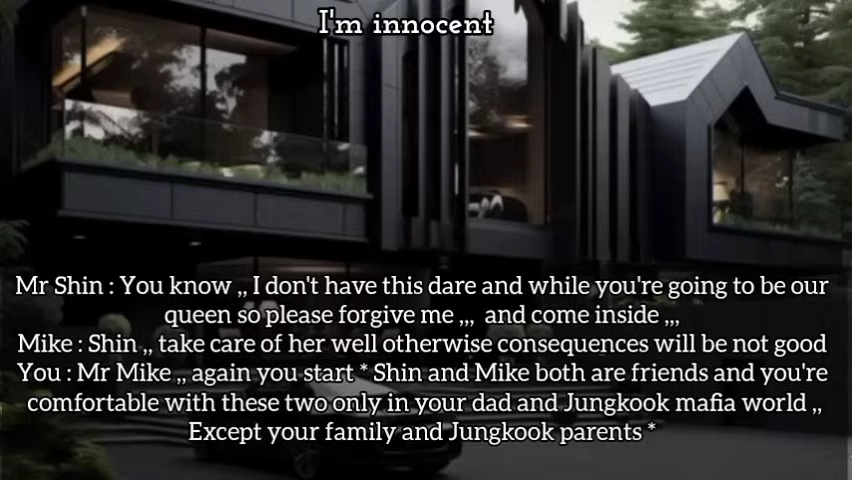 I'm innocent
Mr Shin : You know ,, I don't have this dare and while you're going to be our
queen so please forgive me ,,, and come inside ,,,
Mike : Shin ,, take care of her well otherwise consequences will be not good
You : Mr Mike ,, again you start * Shin and Mike both are friends and you're
comfortable with these two only in your dad and Jungkook mafia world ,,
Except your family and Jungkook parents *